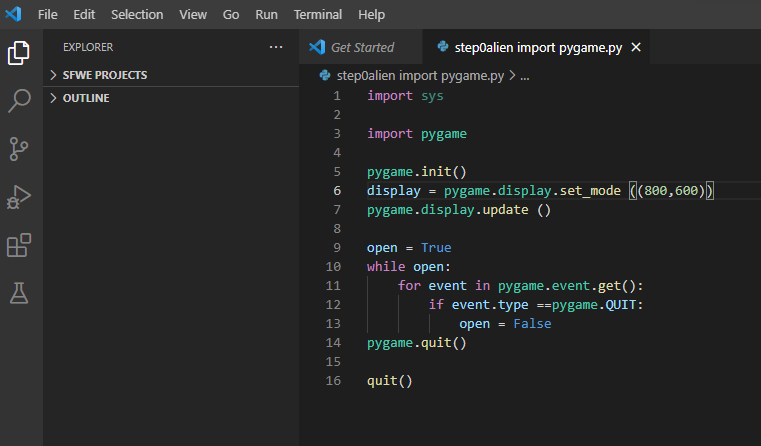 File Edit Selection View Go Run Terminal Help
EXPLORER ···
SFWE PROJECTS
OUTLINE
Get Started
step0alien import pygame.py
step0alien import pygame.py > ...
1 import sys
2
3 import pygame
4
5 pygame.init()
6 display = pygame.display.set_mode ((800,600))
7 pygame.display.update ()
8
9 open = True
10 while open:
11 for event in pygame.event.get():
12 if event.type ==pygame.QUIT:
13 open = False
14 pygame.quit()
15
16 quit()